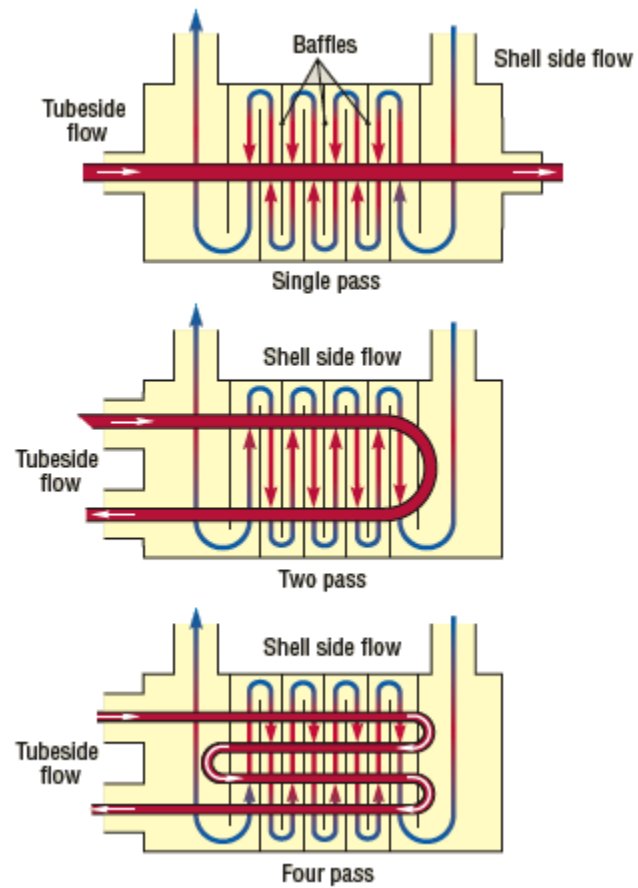 Baffles
Shell side flow
Tubeside
flow
Single pass
Shell side flow
Tubeside
flow
Two pass
Shell side flow
Tubeside
flow
Four pass